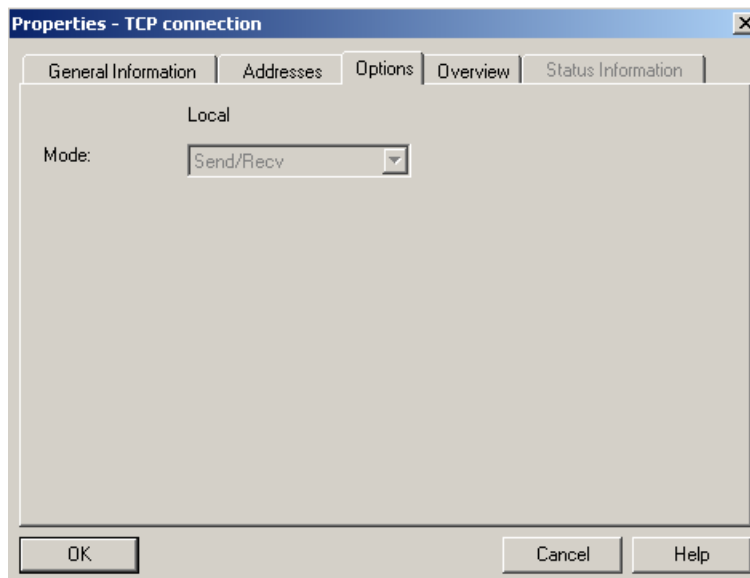 Properties - TCP connection
General Information Addresses Options Overview Status Information
Local
Mode: Send/Recv
OK Cancel Help